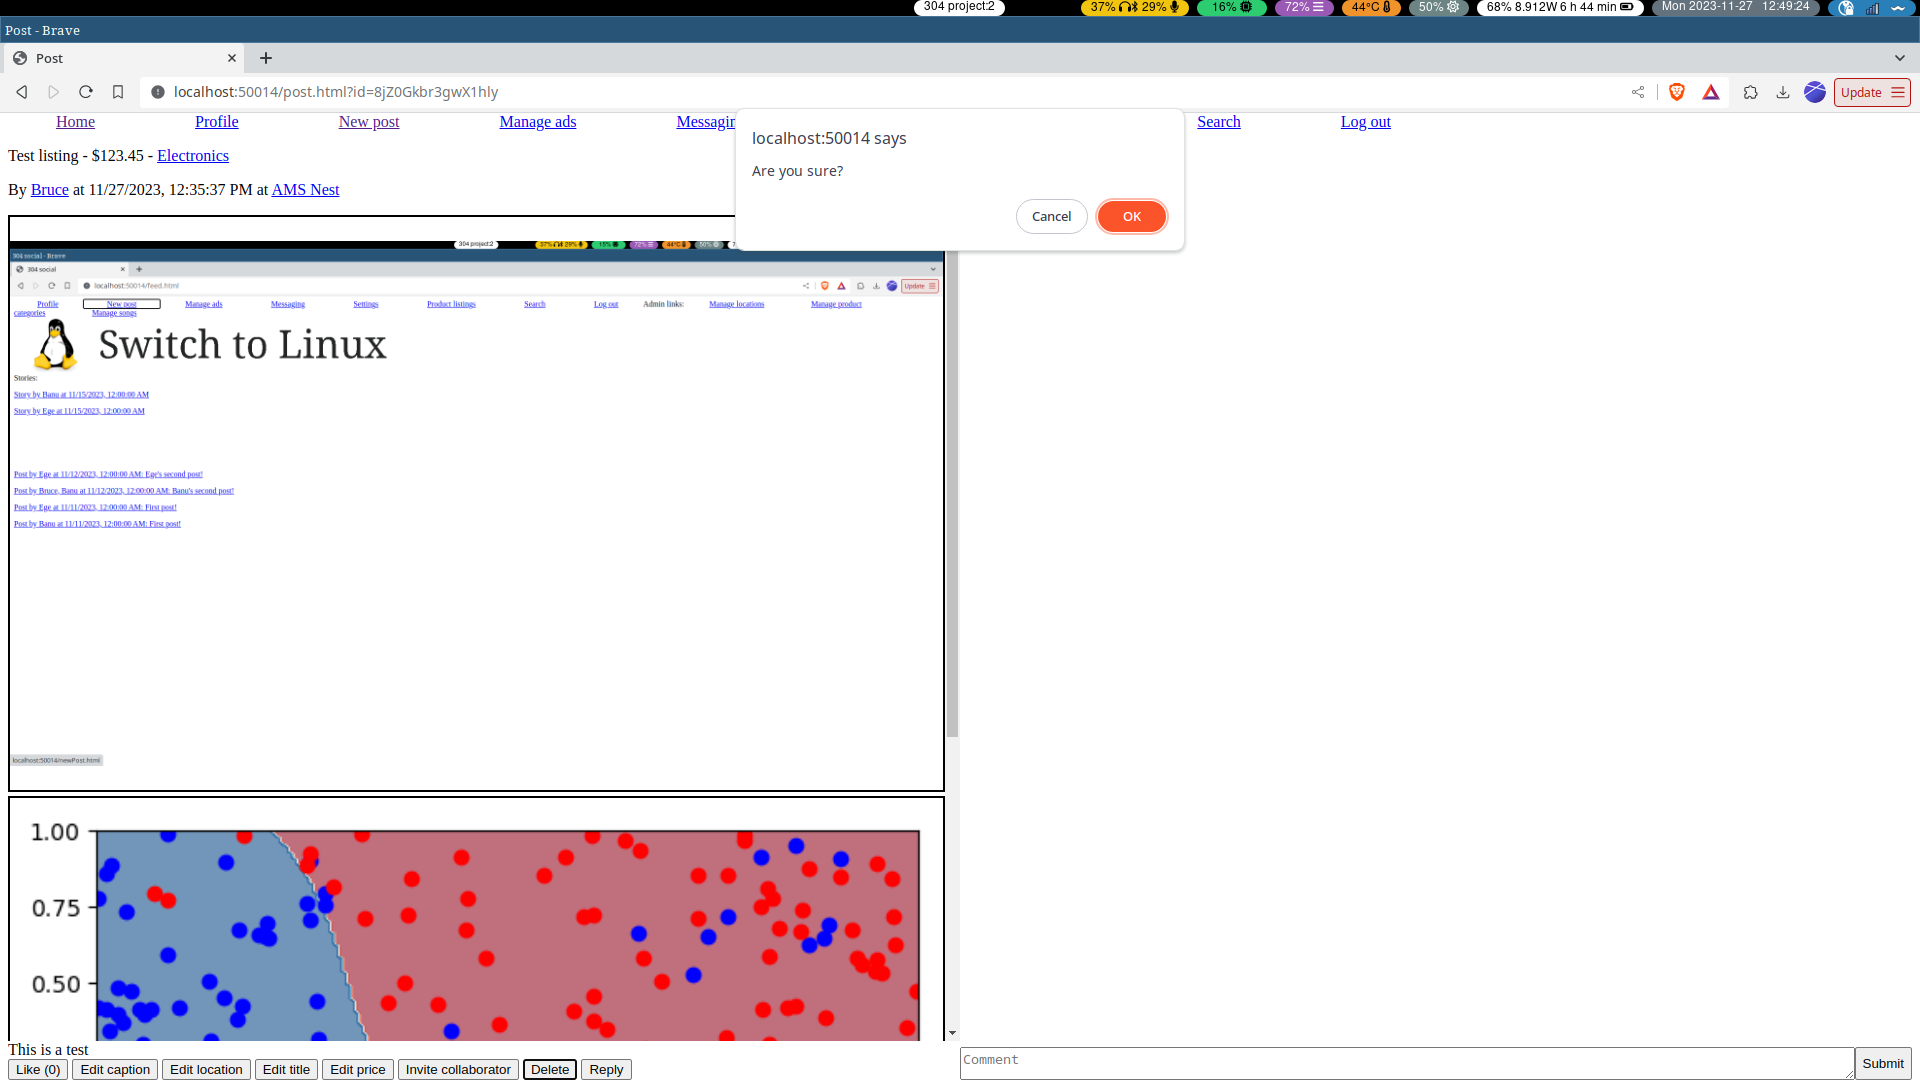 304 project:2
37% 29%
16%
72%
44°C
50%
68% 8.912W 6 h 44 min
Mon 2023-11-27 12:49:24
Post - Brave
Post
localhost:50014/post.html?id=8jZ0Gkbr3gwX1hly
Update
Home Profile New post Manage ads Messagin Search Log out
localhost:50014 says
Are you sure?
Cancel OK
Test listing - $123.45 - Electronics
By Bruce at 11/27/2023, 12:35:37 PM at AMS Nest
304 project:2
37% 29%
15%
72%
44°C
50%
304 social - Brave
304 social
localhost:50014/feed.html
Update
Profile New post Manage ads Messaging Settings Product listings Search Log out Admin links: Manage locations Manage product
categories Manage songs
Switch to Linux
Stories:
Story by Banu at 11/15/2023, 12:00:00 AM
Story by Ege at 11/15/2023, 12:00:00 AM
Post by Ege at 11/12/2023, 12:00:00 AM: Ege's second post!
Post by Bruce, Banu at 11/12/2023, 12:00:00 AM: Banu's second post!
Post by Ege at 11/11/2023, 12:00:00 AM: First post!
Post by Banu at 11/11/2023, 12:00:00 AM: First post!
localhost:50014/newPost.html
1.00
0.75
0.50
This is a test
Like (0) Edit caption Edit location Edit title Edit price Invite collaborator Delete Reply
Comment
Submit